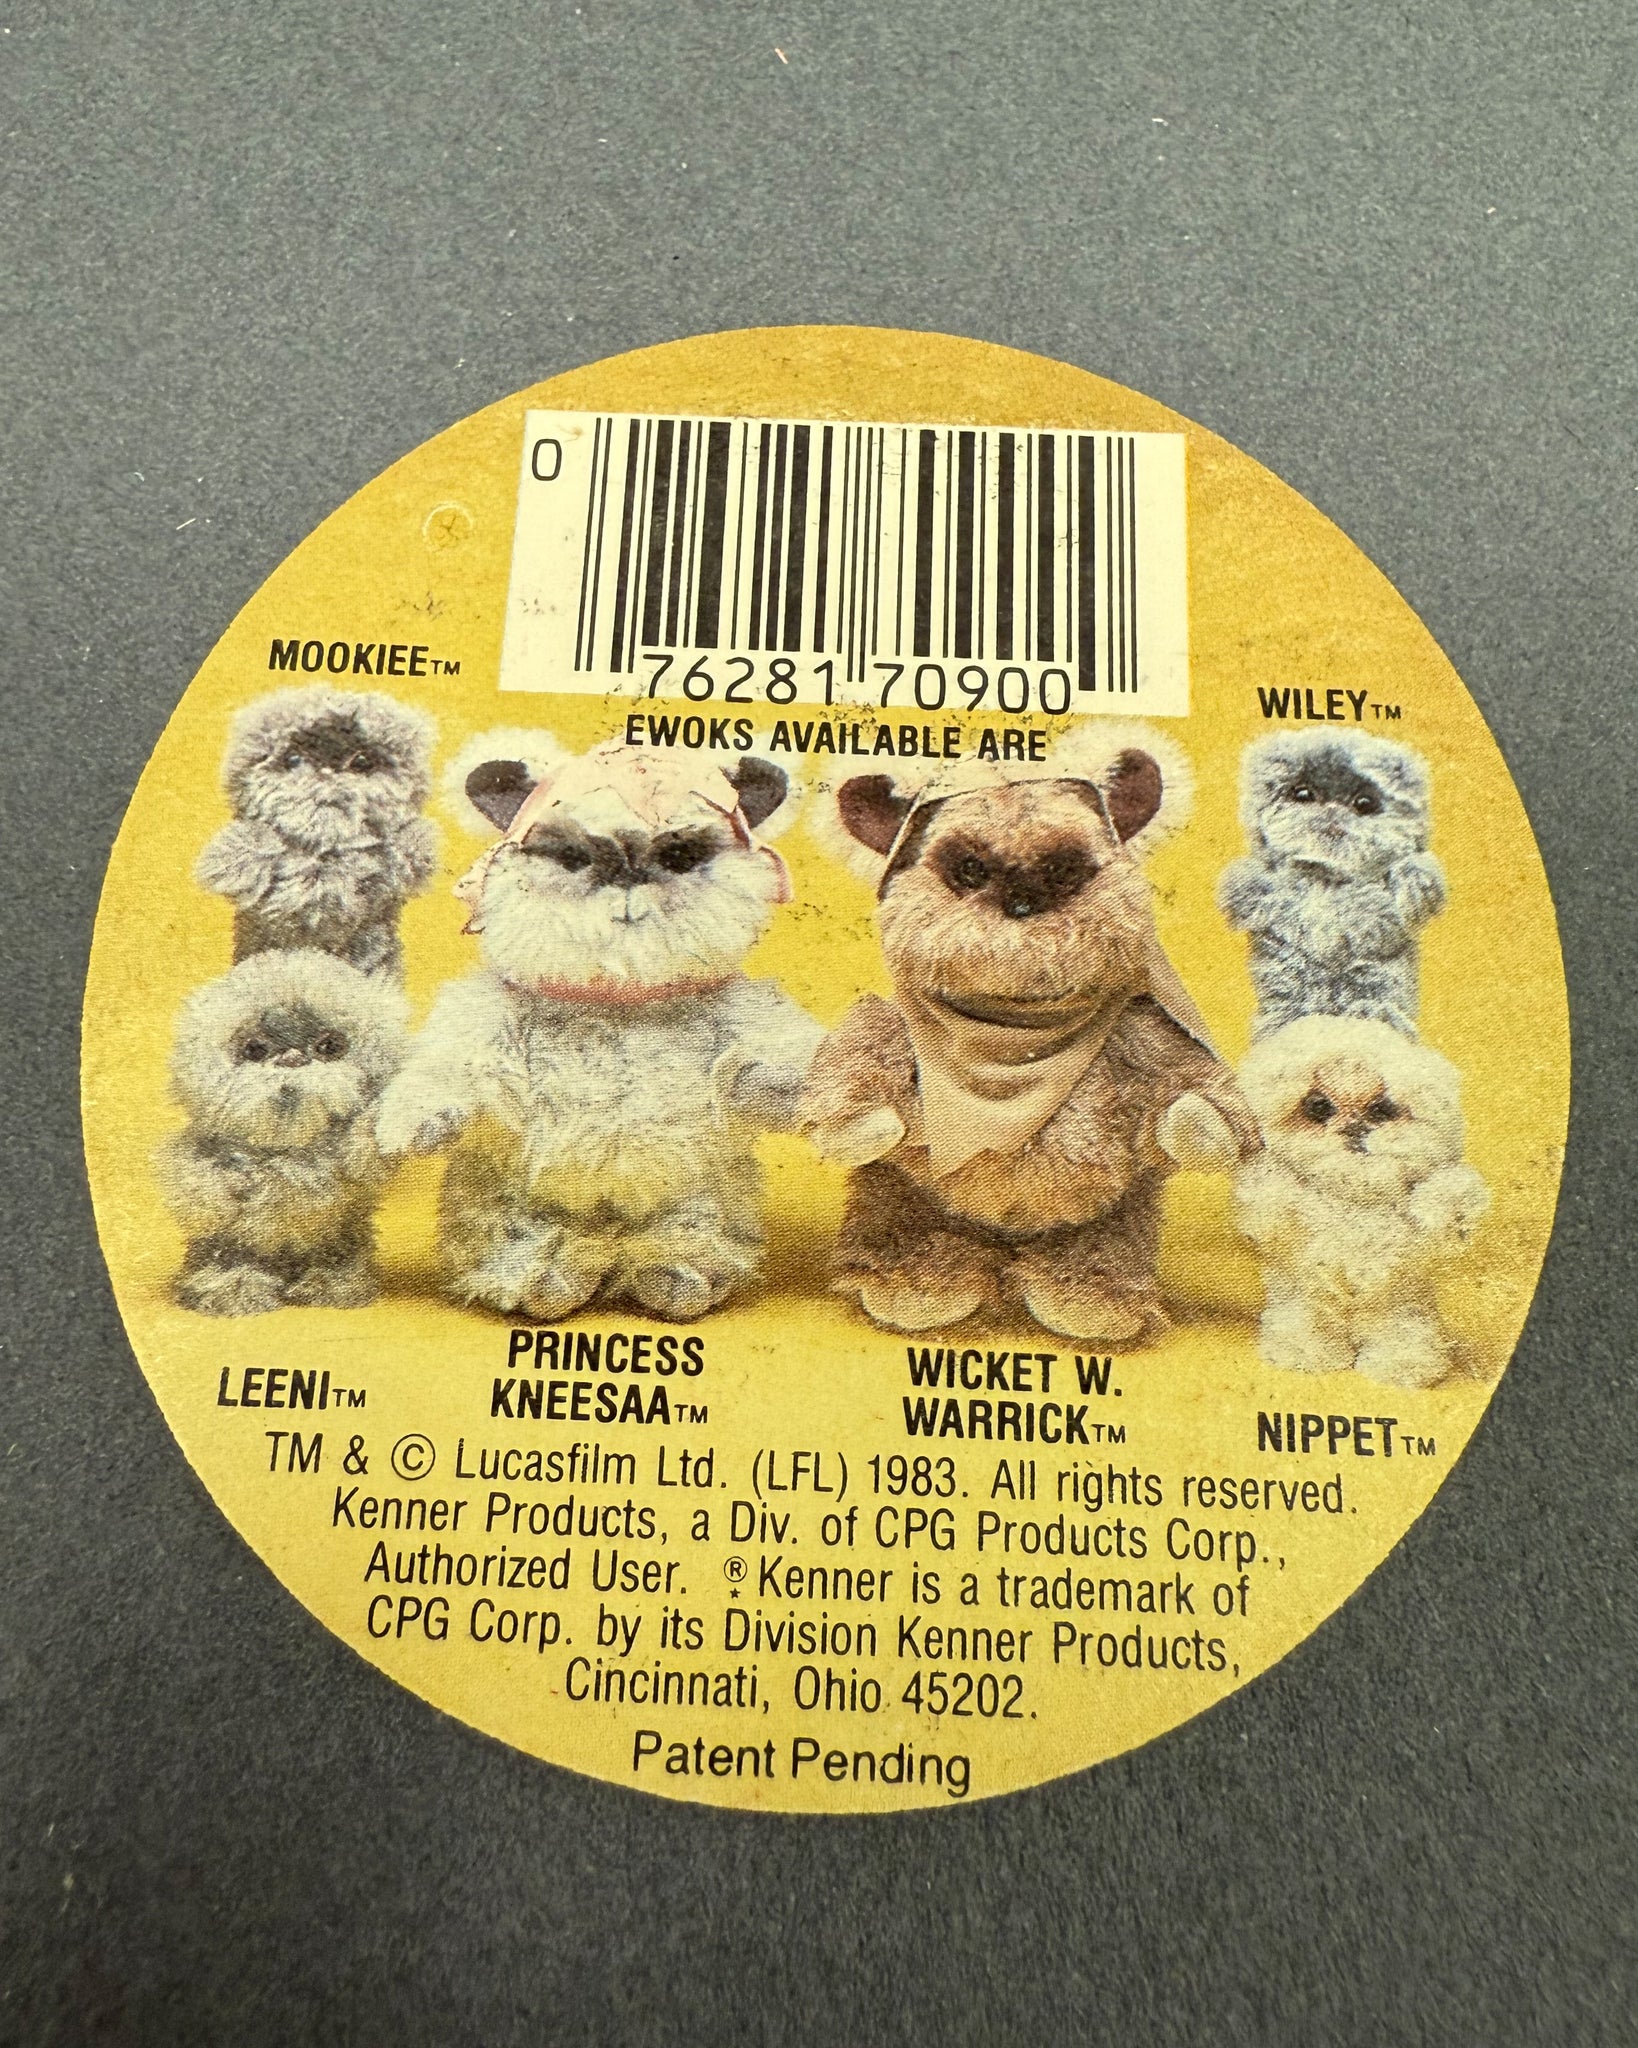 0
76281 70900
EWOKS AVAILABLE ARE
MOOKIEE™
WILEY™
LEENI™
PRINCESS
KNEESAA™
WICKET W.
WARRICK™
NIPPET™
TM & © Lucasfilm Ltd. (LFL) 1983. All rights reserved.
Kenner Products, a Div. of CPG Products Corp.,
Authorized User. ® Kenner is a trademark of
CPG Corp. by its Division Kenner Products,
Cincinnati, Ohio 45202.
Patent Pending